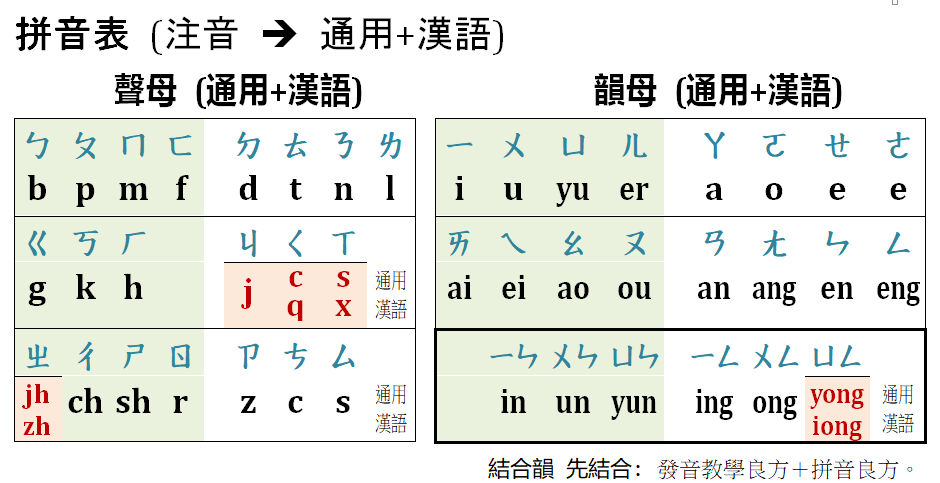 拼音表 (注音 ➔ 通用+漢語)
聲母 (通用+漢語)
ㄅ ㄆ ㄇ ㄈ ㄉ ㄊ ㄋ ㄌ
b p m f d t n l
ㄍ ㄎ ㄏ ㄐ ㄑ ㄒ
g k h j c s 通用
q x 漢語
ㄓ ㄔ ㄕ ㄖ ㄗ ㄘ ㄙ
jh ch sh r z c s 通用
zh 漢語
韻母 (通用+漢語)
ㄧ ㄨ ㄩ ㄦ ㄚ ㄛ ㄝ ㄜ
i u yu er a o e e
ㄞ ㄟ ㄠ ㄡ ㄢ ㄤ ㄣ ㄥ
ai ei ao ou an ang en eng
ㄧㄣ ㄨㄣ ㄩㄣ ㄧㄥ ㄨㄥ ㄩㄥ
in un yun ing ong yong 通用
iong 漢語
結合韻 先結合: 發音教學良方＋拼音良方。